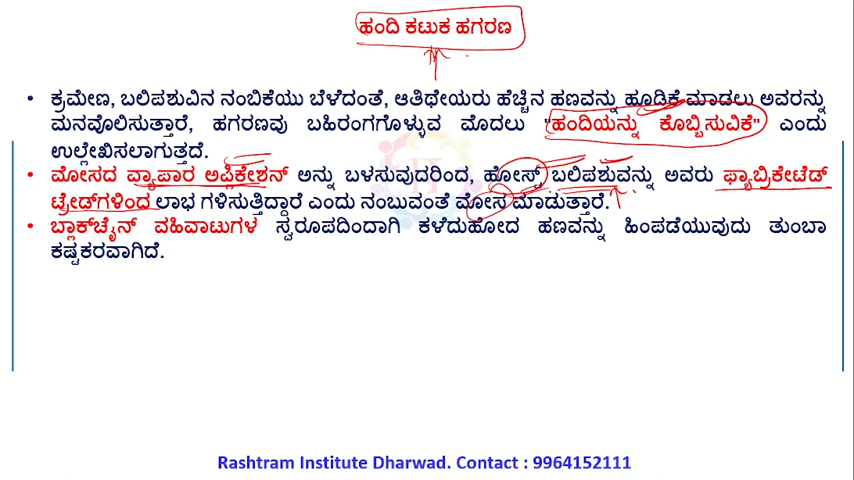 ಹಂದಿ ಕಟುಕ ಹಗರಣ
• ಕ್ರಮೇಣ, ಬಲಿಪಶುವಿನ ನಂಬಿಕೆಯು ಬೆಳೆದಂತೆ, ಆತಿಥೇಯರು ಹೆಚ್ಚಿನ ಹಣವನ್ನು ಹೂಡಿಕೆ ಮಾಡಲು ಅವರನ್ನು
ಮನವೊಲಿಸುತ್ತಾರೆ, ಹಗರಣವು ಬಹಿರಂಗಗೊಳ್ಳುವ ಮೊದಲು "ಹಂದಿಯನ್ನು ಕೊಬ್ಬಿಸುವಿಕೆ" ಎಂದು
ಉಲ್ಲೇಖಿಸಲಾಗುತ್ತದೆ.
• ಮೋಸದ ವ್ಯಾಪಾರ ಅಪ್ಲಿಕೇಶನ್ ಅನ್ನು ಬಳಸುವುದರಿಂದ, ಹೋಸ್ಟ್ ಬಲಿಪಶುವನ್ನು ಅವರು ಫ್ಯಾಬ್ರಿಕೇಟೆಡ್
ಟ್ರೇಡ್‌ಗಳಿಂದ ಲಾಭ ಗಳಿಸುತ್ತಿದ್ದಾರೆ ಎಂದು ನಂಬುವಂತೆ ಮೋಸ ಮಾಡುತ್ತಾರೆ.
• ಬ್ಲಾಕ್‌ಚೈನ್ ವಹಿವಾಟುಗಳ ಸ್ವರೂಪದಿಂದಾಗಿ ಕಳೆದುಹೋದ ಹಣವನ್ನು ಹಿಂಪಡೆಯುವುದು ತುಂಬಾ
ಕಷ್ಟಕರವಾಗಿದೆ.
Rashtram Institute Dharwad. Contact : 9964152111